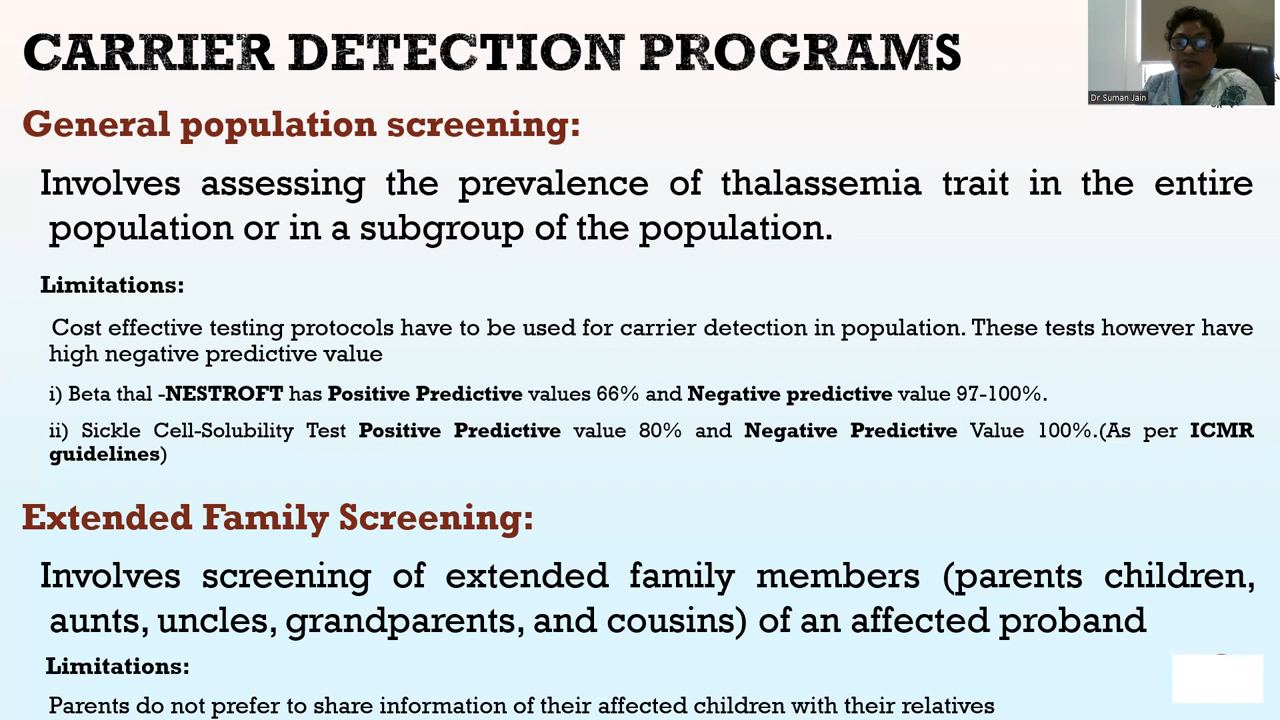 CARRIER DETECTION PROGRAMS
Dr Suman Jain
General population screening:
Involves assessing the prevalence of thalassemia trait in the entire
population or in a subgroup of the population.
Limitations:
Cost effective testing protocols have to be used for carrier detection in population. These tests however have
high negative predictive value
i) Beta thal -NESTROFT has Positive Predictive values 66% and Negative predictive value 97-100%.
ii) Sickle Cell-Solubility Test Positive Predictive value 80% and Negative Predictive Value 100%.(As per ICMR
guidelines)
Extended Family Screening:
Involves screening of extended family members (parents children,
aunts, uncles, grandparents, and cousins) of an affected proband
Limitations:
Parents do not prefer to share information of their affected children with their relatives